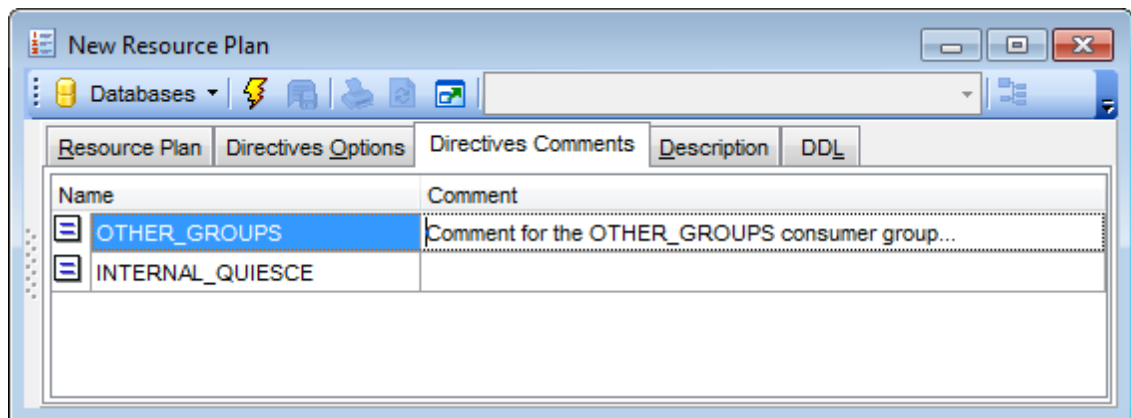 New Resource Plan
Databases
Resource Plan Directives Options Directives Comments Description DDL
Name Comment
OTHER_GROUPS Comment for the OTHER_GROUPS consumer group...
INTERNAL_QUIESCE